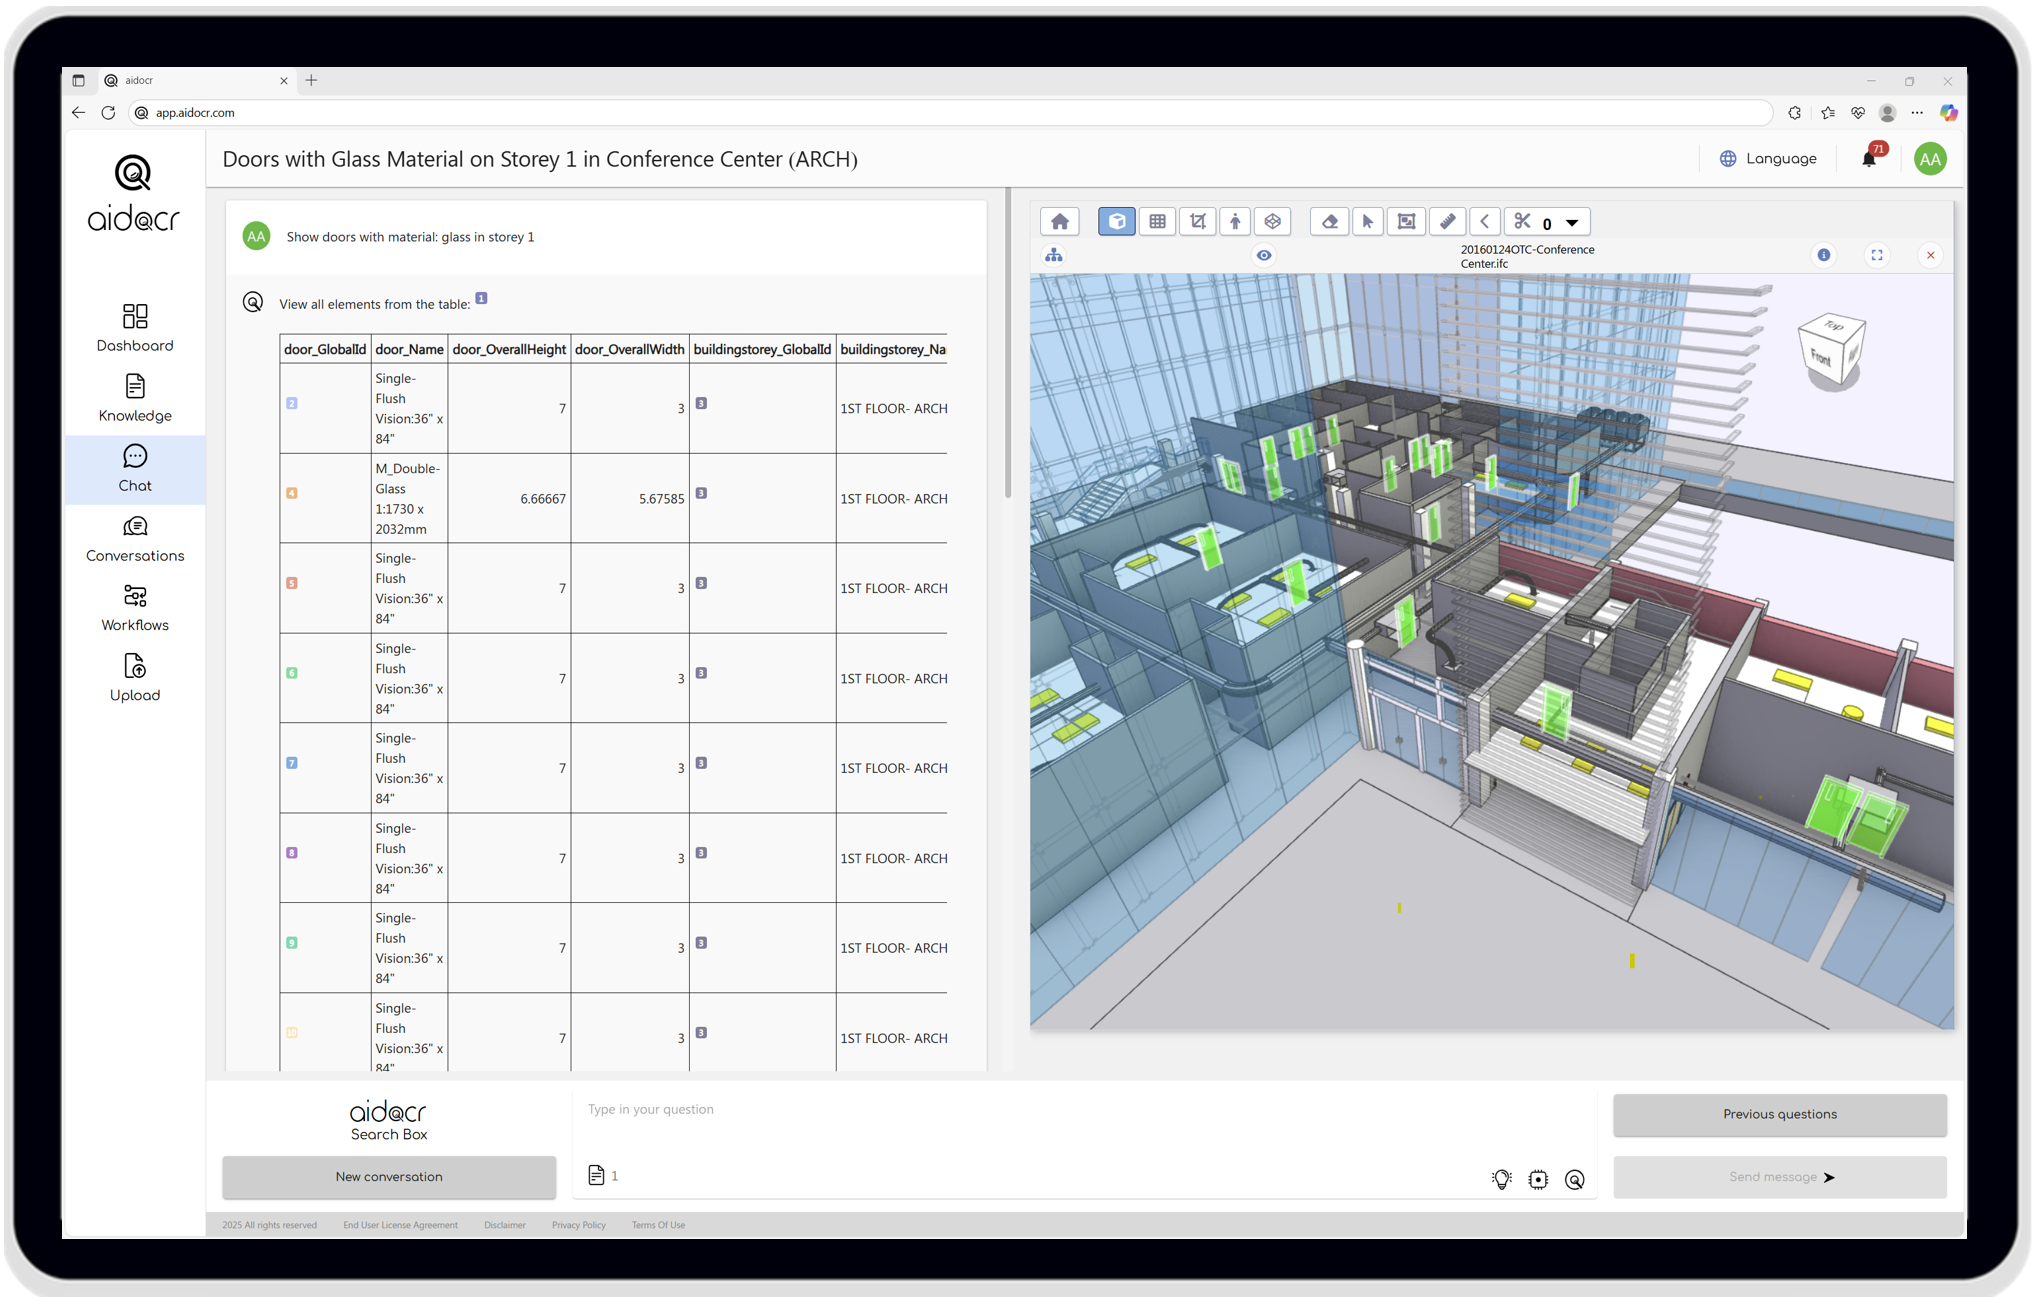 aidocr
app.aidocr.com
aidocr
Doors with Glass Material on Storey 1 in Conference Center (ARCH)
Language
71
AA
Dashboard
Knowledge
Chat
Conversations
Workflows
Upload
AA
Show doors with material: glass in storey 1
View all elements from the table: 1
door_GlobalId door_Name door_OverallHeight door_OverallWidth buildingstorey_GlobalId buildingstorey_Na
2 Single-
Flush
Vision:36" x
84"
7 3 3 1ST FLOOR- ARCH
4 M_Double-
Glass
1:1730 x
2032mm
6.66667 5.67585 3 1ST FLOOR- ARCH
5 Single-
Flush
Vision:36" x
84"
7 3 3 1ST FLOOR- ARCH
6 Single-
Flush
Vision:36" x
84"
7 3 3 1ST FLOOR- ARCH
7 Single-
Flush
Vision:36" x
84"
7 3 3 1ST FLOOR- ARCH
8 Single-
Flush
Vision:36" x
84"
7 3 3 1ST FLOOR- ARCH
9 Single-
Flush
Vision:36" x
84"
7 3 3 1ST FLOOR- ARCH
10 Single-
Flush
Vision:36" x
84"
7 3 3 1ST FLOOR- ARCH
0
20160124OTC-Conference
Center.ifc
Top
Front
aidocr
Search Box
New conversation
Type in your question
1
Previous questions
Send message
2025 All rights reserved
End User License Agreement
Disclaimer
Privacy Policy
Terms Of Use